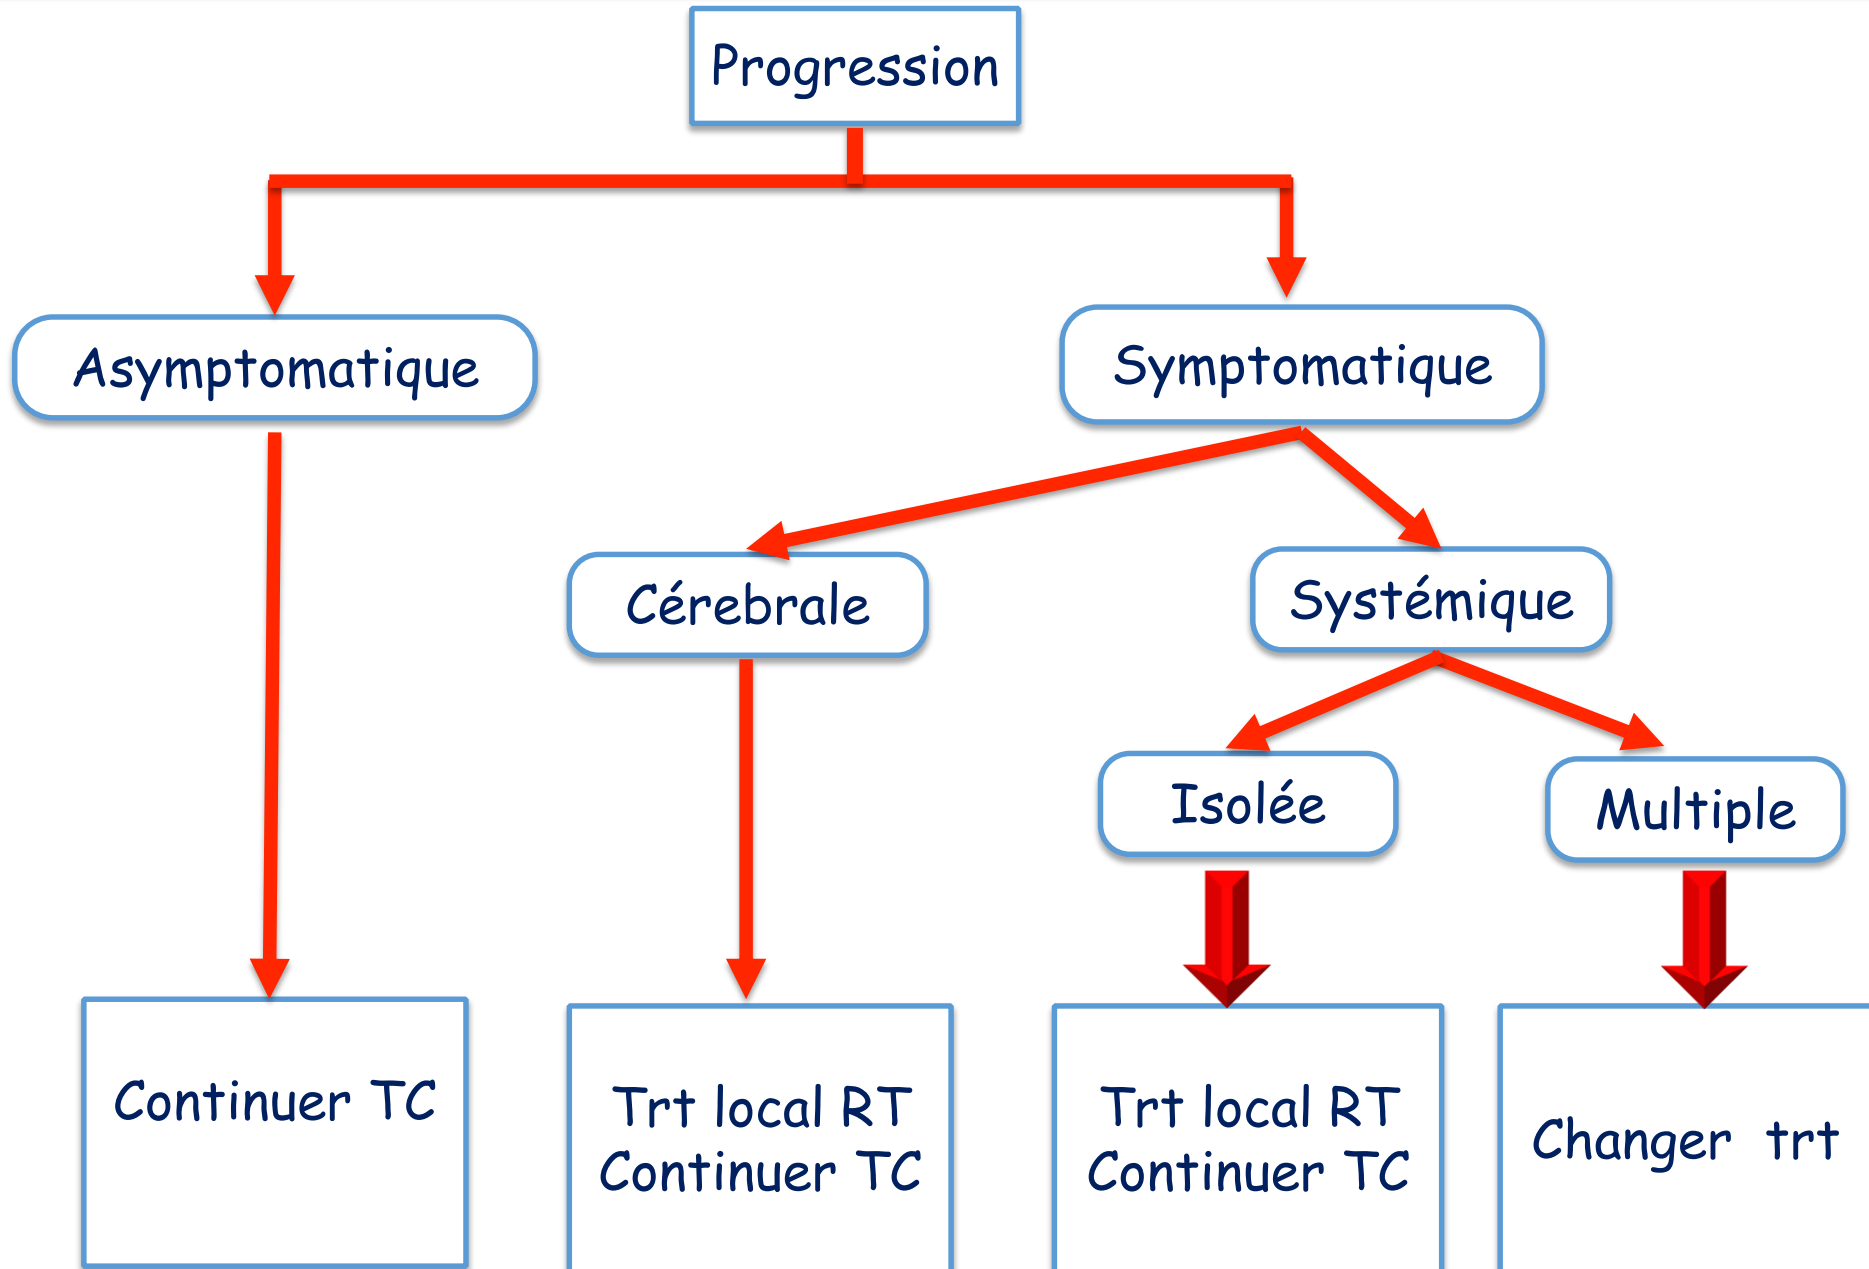 Progression
Asymptomatique
Symptomatique
Cérebrale
Systémique
Isolée
Multiple
Continuer TC
Trt local RT
Continuer TC
Trt local RT
Continuer TC
Changer trt